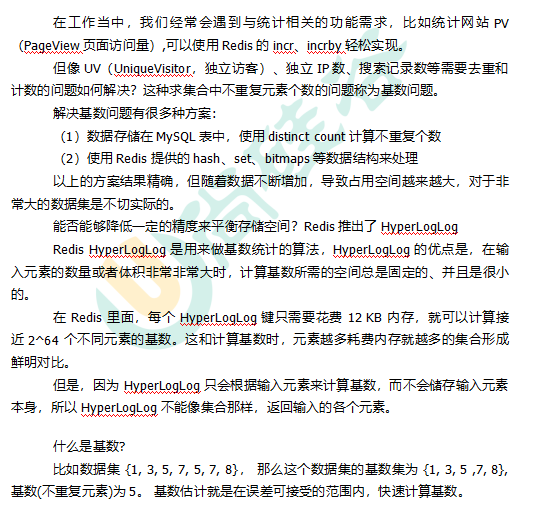 在工作当中，我们经常会遇到与统计相关的功能需求，比如统计网站 PV
（PageView 页面访问量）,可以使用 Redis 的 incr、incrby 轻松实现。
但像 UV（UniqueVisitor，独立访客）、独立 IP 数、搜索记录数等需要去重和
计数的问题如何解决？这种求集合中不重复元素个数的问题称为基数问题。
解决基数问题有很多种方案：
（1）数据存储在 MySQL 表中，使用 distinct count 计算不重复个数
（2）使用 Redis 提供的 hash、set、bitmaps 等数据结构来处理
以上的方案结果精确，但随着数据不断增加，导致占用空间越来越大，对于非
常大的数据集是不切实际的。
能否能够降低一定的精度来平衡存储空间？Redis 推出了 HyperLogLog
Redis HyperLogLog 是用来做基数统计的算法，HyperLogLog 的优点是，在输
入元素的数量或者体积非常非常大时，计算基数所需的空间总是固定的、并且是很小
的。
在 Redis 里面，每个 HyperLogLog 键只需要花费 12 KB 内存，就可以计算接
近 2^64 个不同元素的基数。这和计算基数时，元素越多耗费内存就越多的集合形成
鲜明对比。
但是，因为 HyperLogLog 只会根据输入元素来计算基数，而不会储存输入元素
本身，所以 HyperLogLog 不能像集合那样，返回输入的各个元素。
什么是基数?
比如数据集 {1, 3, 5, 7, 5, 7, 8}， 那么这个数据集的基数集为 {1, 3, 5 ,7, 8},
基数(不重复元素)为 5。 基数估计就是在误差可接受的范围内，快速计算基数。
尚硅谷